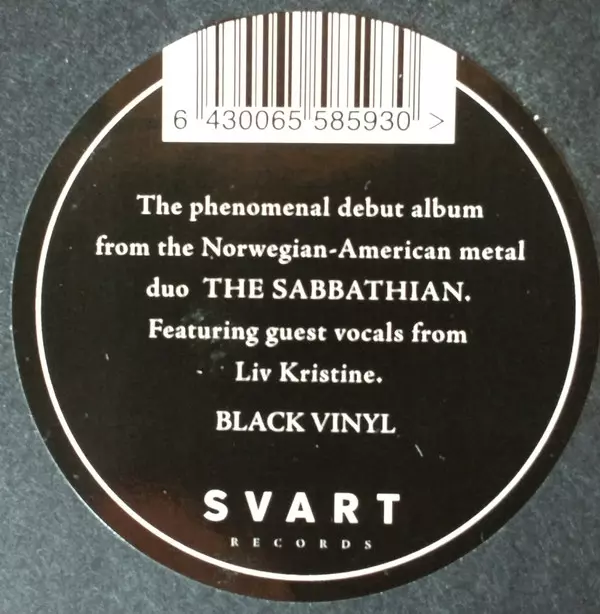 6 430065 585930 >
The phenomenal debut album
from the Norwegian-American metal
duo THE SABBATHIAN.
Featuring guest vocals from
Liv Kristine.
BLACK VINYL
SVART
RECORDS